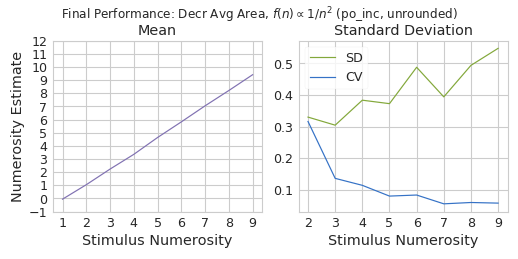 Final Performance: Decr Avg Area, f(n) ∝ 1/n² (po_inc, unrounded)
Mean
Numerosity Estimate
12
11
10
9
8
7
6
5
4
3
2
1
0
−1
1 2 3 4 5 6 7 8 9
Stimulus Numerosity
Standard Deviation
SD
CV
0.5
0.4
0.3
0.2
0.1
2 3 4 5 6 7 8 9
Stimulus Numerosity